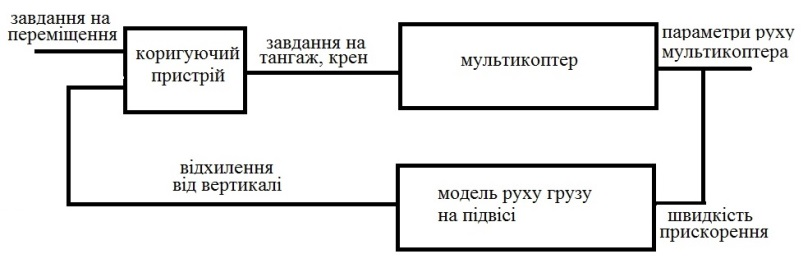 завдання на
переміщення
коригуючий
пристрій
завдання на
тангаж, крен
мультикоптер
параметри руху
мультикоптера
відхилення
від вертикалі
модель руху грузу
на підвісі
швидкість
прискорення